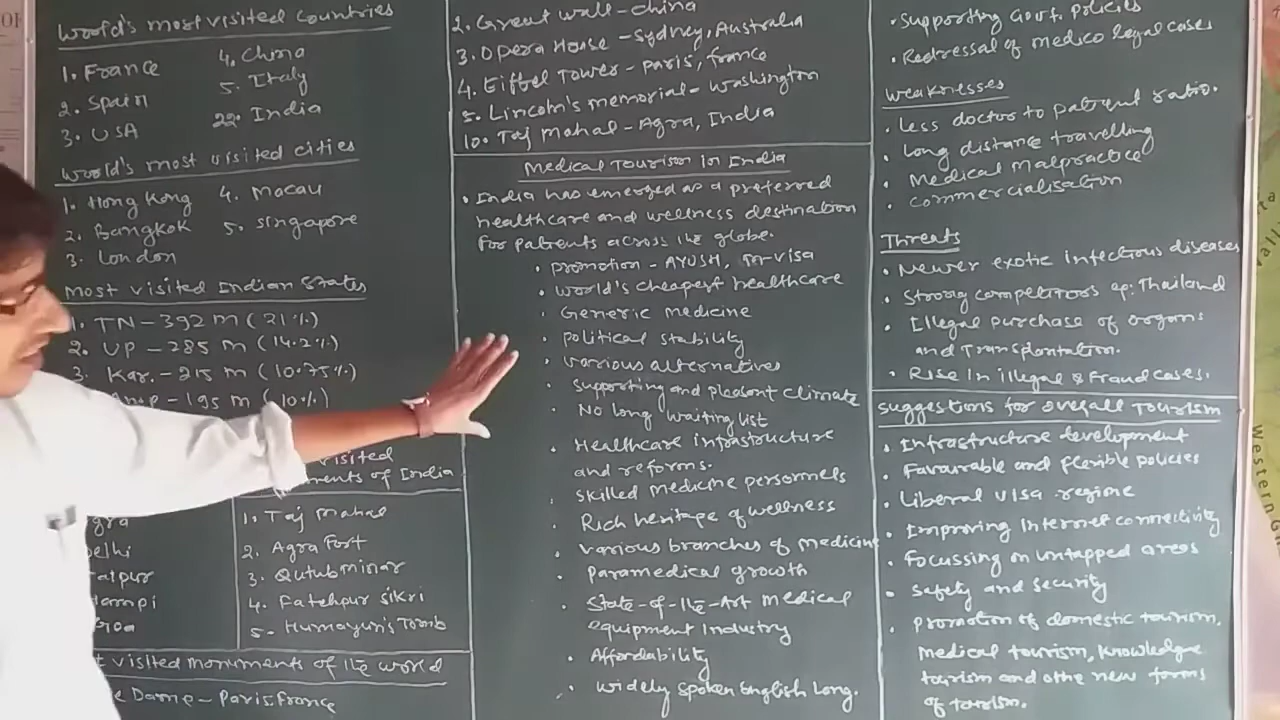 World's most visited countries
1. France
2. Spain
3. USA
4. China
5. Italy
22. India
World's most visited cities
1. Hong Kong
2. Bangkok
3. London
4. Macau
5. Singapore
Most visited Indian States
1. TN - 392 m (21%)
2. UP - 285 m (14.2%)
3. Kar. - 215 m (10.75%)
- 195 m (10%)
visited
of India
Agra
Delhi
Hampi
Goa
1. Taj Mahal
2. Agra Fort
3. Qutub minar
4. Fatehpur Sikri
5. Humayun's Tomb
visited monuments of the world
Dame - Paris France
2. Great Wall - China
3. Opera House - Sydney, Australia
4. Eiffel Tower - Paris, France
5. Lincoln's memorial - Washington
10. Taj Mahal - Agra, India
Medical Tourism in India
• India has emerged as a preferred
healthcare and wellness destination
for patients across the globe.
• promotion - AYUSH, m-visa
• World's cheapest healthcare
• Generic medicine
• political stability
• various alternatives
• Supporting and pleasant climate
• No long waiting list
• Healthcare infrastructure
and reforms.
• Skilled medicine personnels
• Rich heritage of wellness
• various branches of medicine
• Paramedical growth
• State-of-the-Art Medical
equipment Industry
• Affordability
• Widely spoken English Lang.
• Supporting Govt. policies
• Redressal of medico legal cases
Weaknesses
• Less doctor to patient ratio.
• Long distance travelling
• Medical malpractice
• commercialisation
Threats
• Newer exotic infectious diseases
• Strong competitors ep: Thailand
• Illegal purchase of organs
and Transplantation.
• Rise in illegal & Fraud cases.
Suggestions for overall Tourism
• Infrastructure development
• Favourable and flexible policies
• Liberal visa regime
• Improving Internet connectivity
• Focussing on untapped areas
• Safety and security
• promotion of domestic tourism,
medical tourism, knowledge
tourism and othe new forms
of tourism.